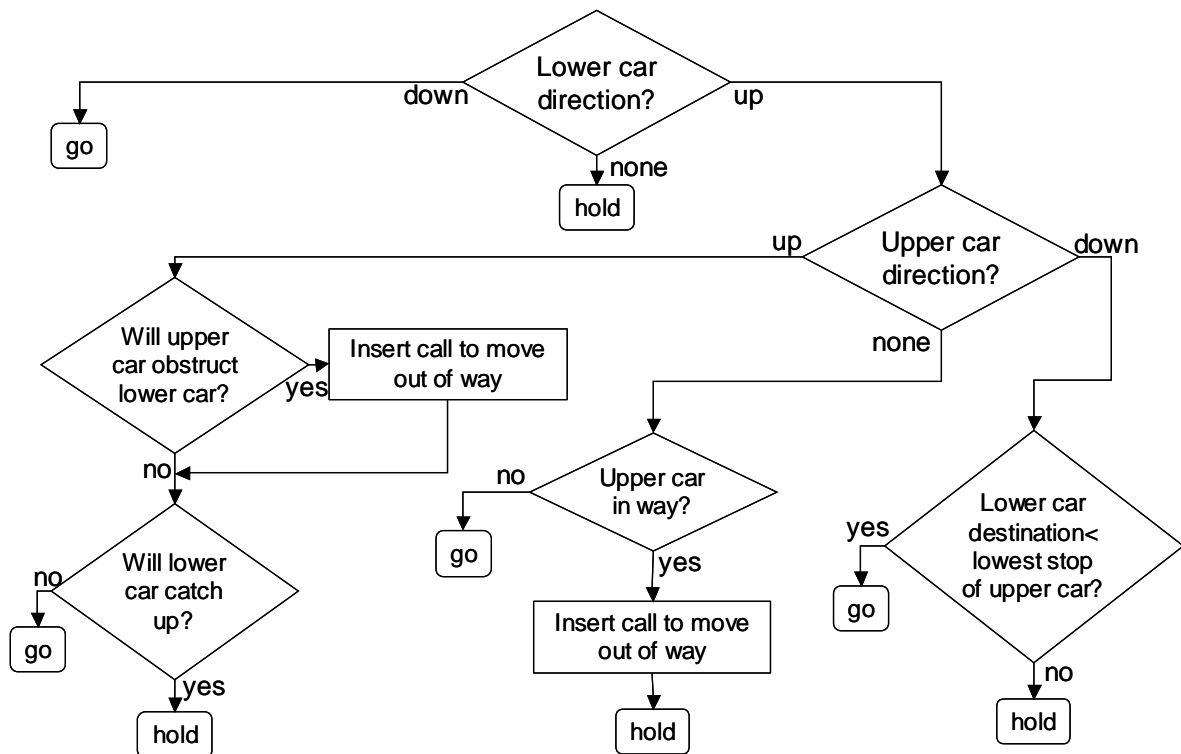 Lower car
direction?
down
up
go
none
hold
Upper car
direction?
up
down
none
Will upper
car obstruct
lower car?
yes
Insert call to move
out of way
no
Will lower
car catch
up?
no
go
yes
hold
Upper car
in way?
no
go
yes
Insert call to move
out of way
hold
Lower car
destination<
lowest stop
of upper car?
yes
go
no
hold